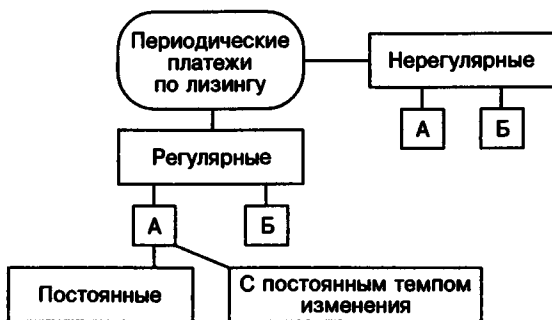 Периодические
платежи
по лизингу
Нерегулярные
А
Б
Регулярные
А
Б
Постоянные
С постоянным темпом
изменения